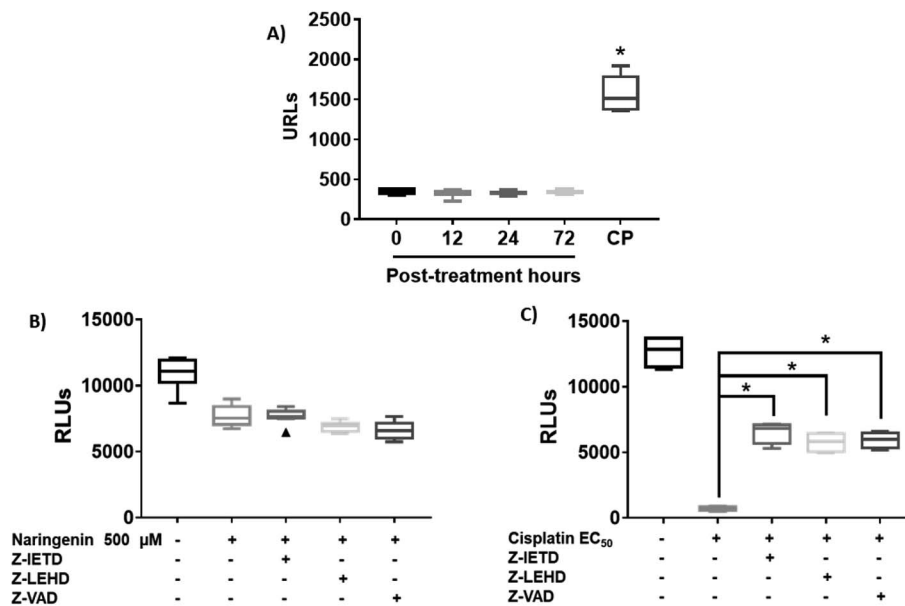 A)
2500
2000
1500
1000
500
0
URLs
*
0 12 24 72 CP
Post-treatment hours
B)
15000
10000
5000
0
RLUs
Naringenin 500 µM - + + + +
Z-IETD - - + - -
Z-LEHD - - - + -
Z-VAD - - - - +
C)
15000
10000
5000
0
RLUs
*
*
*
Cisplatin EC50 - + + + +
Z-IETD - - + - -
Z-LEHD - - - + -
Z-VAD - - - - +